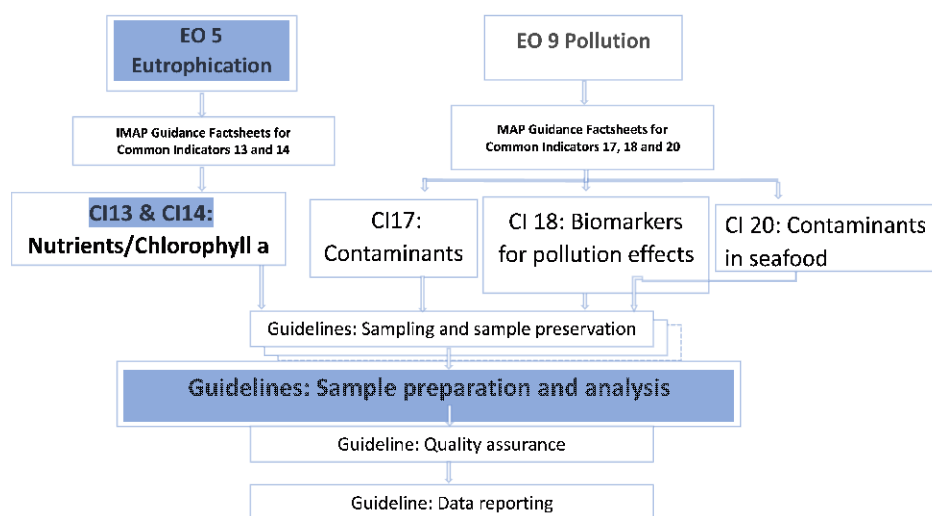 EO 5
Eutrophication
EO 9 Pollution
IMAP Guidance Factsheets for
Common Indicators 13 and 14
MAP Guidance Factsheets for
Common Indicators 17, 18 and 20
CI13 & CI14:
Nutrients/Chlorophyll a
CI17:
Contaminants
CI 18: Biomarkers
for pollution effects
CI 20: Contaminants
in seafood
Guidelines: Sampling and sample preservation
Guidelines: Sample preparation and analysis
Guideline: Quality assurance
Guideline: Data reporting